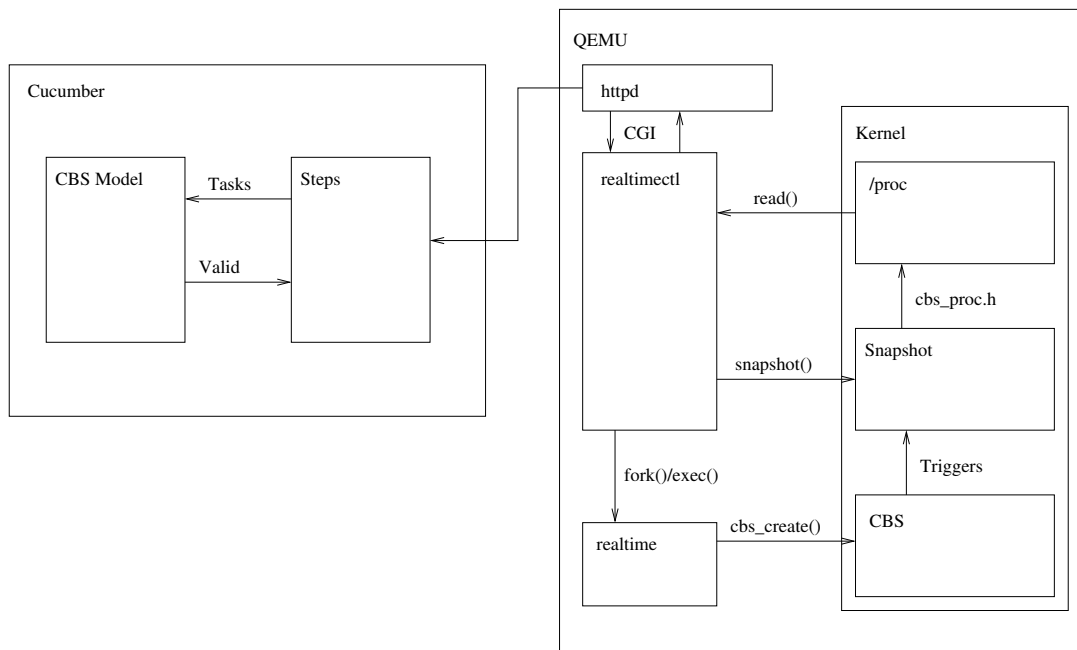 QEMU
Cucumber
httpd
CGI
Kernel
CBS Model
Tasks
Steps
realtimectl
/proc
read()
Valid
cbs_proc.h
Snapshot
snapshot()
Triggers
fork()/exec()
CBS
cbs_create()
realtime